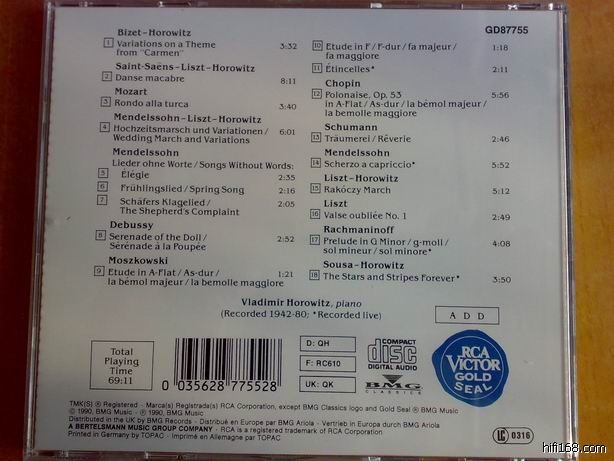 GD87755
Bizet–Horowitz
1 Variations on a Theme 3:32
from "Carmen"
Saint-Saëns–Liszt–Horowitz
2 Danse macabre 8:11
Mozart
3 Rondo alla turca 3:40
Mendelssohn–Liszt–Horowitz
4 Hochzeitsmarsch und Variationen / 6:01
Wedding March and Variations
Mendelssohn
Lieder ohne Worte / Songs Without Words:
5 Élégie 2:35
6 Frühlingslied / Spring Song 2:16
7 Schäfers Klagelied / 2:05
The Shepherd's Complaint
Debussy
8 Serenade of the Doll / 2:52
Sérénade à la Poupée
Moszkowski
9 Etude in A-Flat / As-dur / 1:21
la bémol majeur / la bemolle maggiore
10 Etude in F / F-dur / fa majeur / 1:18
fa maggiore
11 Étincelles* 2:11
Chopin
12 Polonaise, Op. 53 5:56
in A-Flat / As-dur / la bémol majeur /
la bemolle maggiore
Schumann
13 Träumerei / Rêverie 2:46
Mendelssohn
14 Scherzo a capriccio* 5:52
Liszt–Horowitz
15 Rakóczy March 5:12
Liszt
16 Valse oubliée No. 1 2:49
Rachmaninoff
17 Prelude in G Minor / g-moll / 4:08
sol mineur / sol minore*
Sousa–Horowitz
18 The Stars and Stripes Forever* 3:50
Vladimir Horowitz, piano
(Recorded 1942-80; *Recorded live)
A D D
Total
Playing
Time
69:11
0 035628 775528
D: QH
F: RC610
UK: QK
COMPACT
disc
DIGITAL AUDIO
BMG
CLASSICS
RCA
VICTOR
GOLD
SEAL
TMK(S) ® Registered · Marca(s) Registrada(s) RCA Corporation, except BMG Classics logo and Gold Seal ® BMG Music
© 1990, BMG Music · ℗ 1990, BMG Music
Distributed in the UK by BMG Records · Distribué en Europe par BMG Ariola · Vertrieb in Europa durch BMG Ariola
A BERTELSMANN MUSIC GROUP COMPANY · RCA is a registered trademark of RCA Corporation
Printed in Germany by TOPAC · Imprimé en Allemagne par TOPAC
LC 0316
hifi168.com